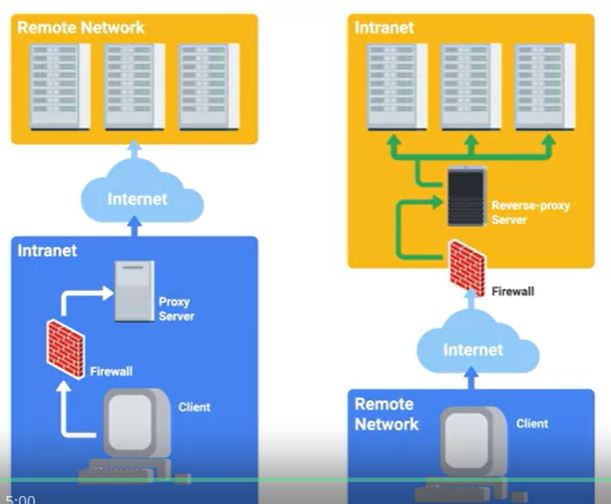 Remote Network
Internet
Intranet
Proxy
Server
Firewall
Client
Intranet
Reverse-proxy
Server
Firewall
Internet
Remote
Network
Client
5:00